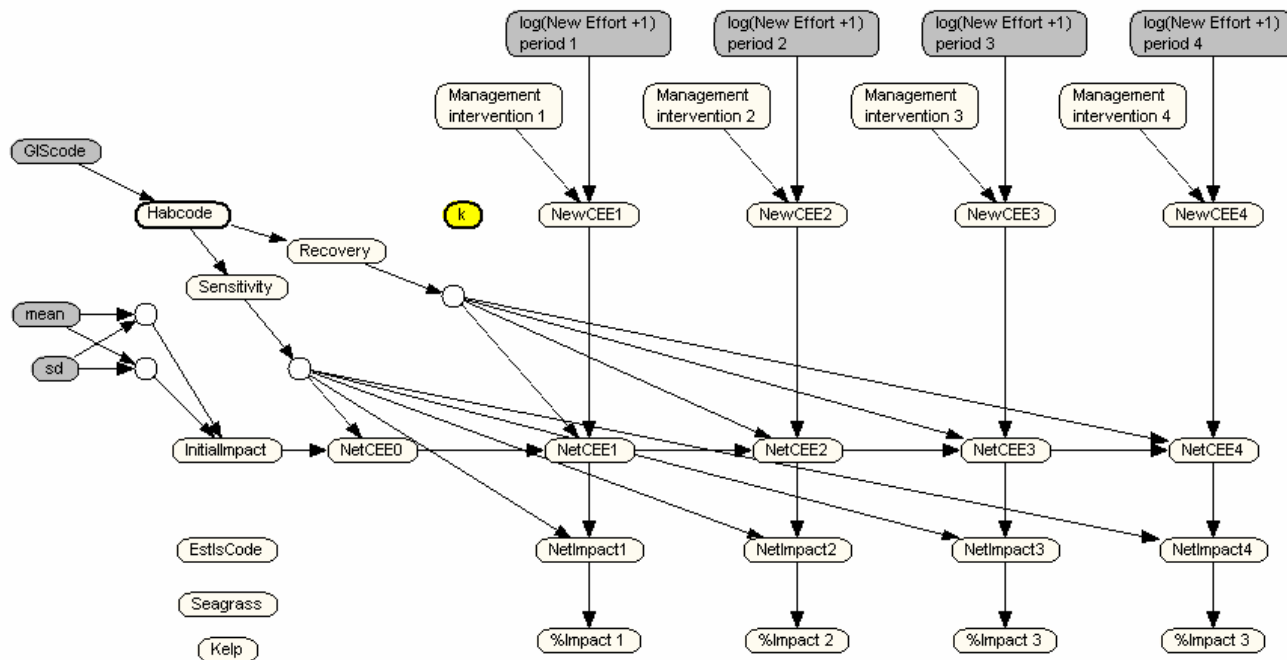 log(New Effort +1)
period 1
log(New Effort +1)
period 2
log(New Effort +1)
period 3
log(New Effort +1)
period 4
Management
intervention 1
Management
intervention 2
Management
intervention 3
Management
intervention 4
GIScode
Habcode
k
NewCEE1
NewCEE2
NewCEE3
NewCEE4
Recovery
Sensitivity
mean
sd
InitialImpact
NetCEE0
NetCEE1
NetCEE2
NetCEE3
NetCEE4
EstIsCode
NetImpact1
NetImpact2
NetImpact3
NetImpact4
Seagrass
Kelp
%Impact 1
%Impact 2
%Impact 3
%Impact 3